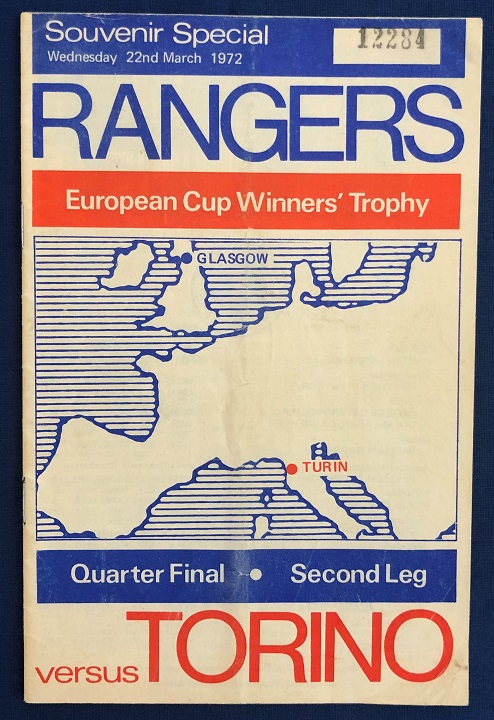 Souvenir Special
12284
Wednesday 22nd March 1972
RANGERS
European Cup Winners' Trophy
GLASGOW
TURIN
Quarter Final • Second Leg
versus TORINO